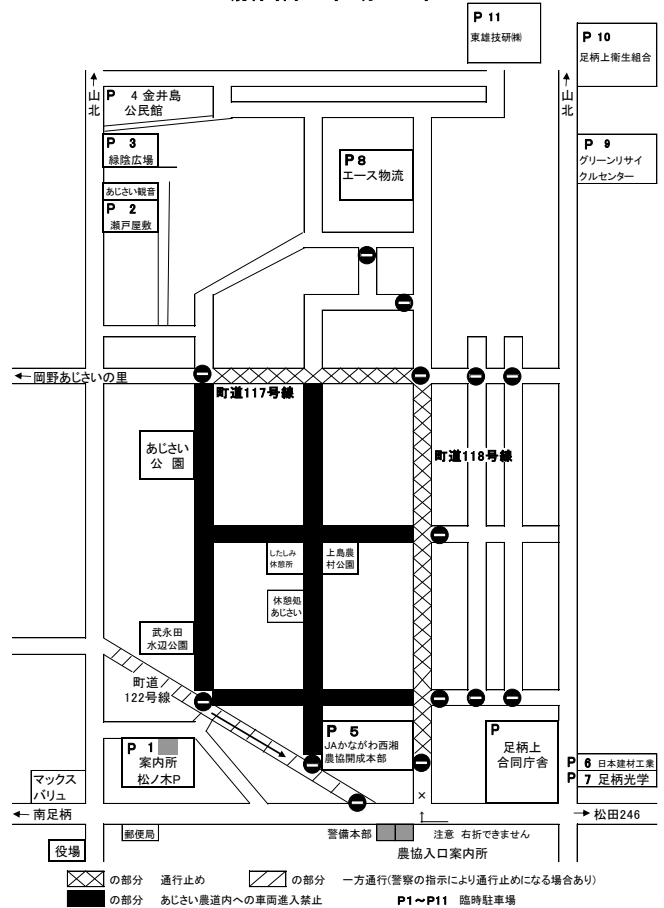 P 11
東雄技研㈱
P 10
足柄上衛生組合
山北
P 4 金井島
公民館
山北
P 3
緑陰広場
P 9
グリーンリサイ
クルセンター
P 8
エース物流
あじさい観音
P 2
瀬戸屋敷
岡野あじさいの里
町道117号線
あじさい
公 園
町道118号線
したしみ
休憩所
上島農
村公園
休憩処
あじさい
武永田
水辺公園
町道
122号線
P 1
案内所
松ノ木P
P 5
JAかながわ西湘
農協開成本部
P
足柄上
合同庁舎
P 6 日本建材工業
P 7 足柄光学
マックス
バリュ
南足柄
松田246
郵便局
警備本部
注意 右折できません
役場
農協入口案内所
の部分 通行止め
の部分 一方通行(警察の指示により通行止めになる場合あり)
の部分 あじさい農道内への車両進入禁止
P1～P11 臨時駐車場